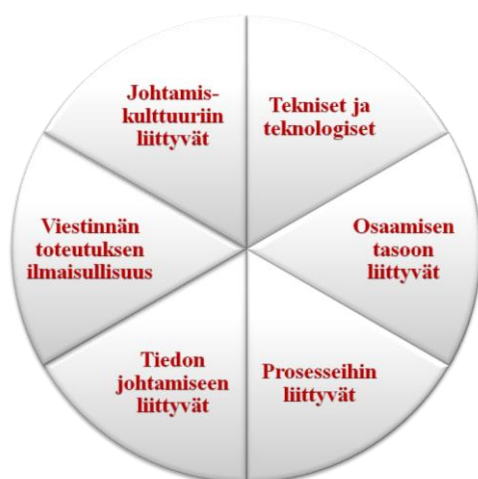 Johtamis-
kulttuuriin
liittyvät
Tekniset ja
teknologiset
Viestinnän
toteutuksen
ilmaisullisuus
Osaamisen
tasoon
liittyvät
Tiedon
johtamiseen
liittyvät
Prosesseihin
liittyvät